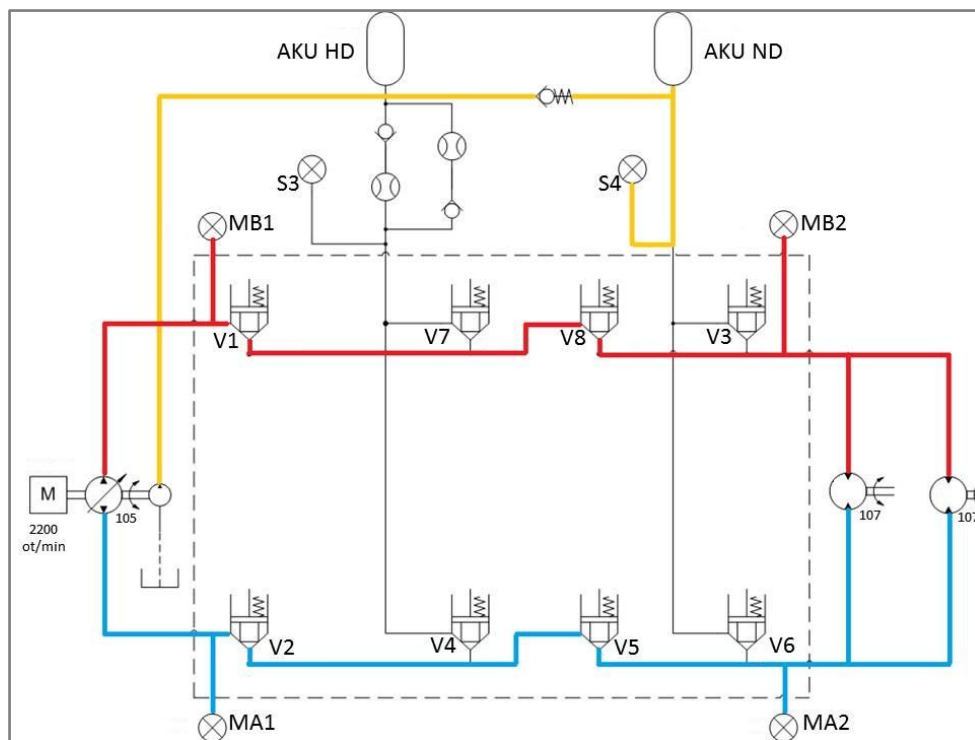 AKU HD
AKU ND
S3
S4
MB1
MB2
V1
V7
V8
V3
M
105
2200
ot/min
107
107
V2
V4
V5
V6
MA1
MA2